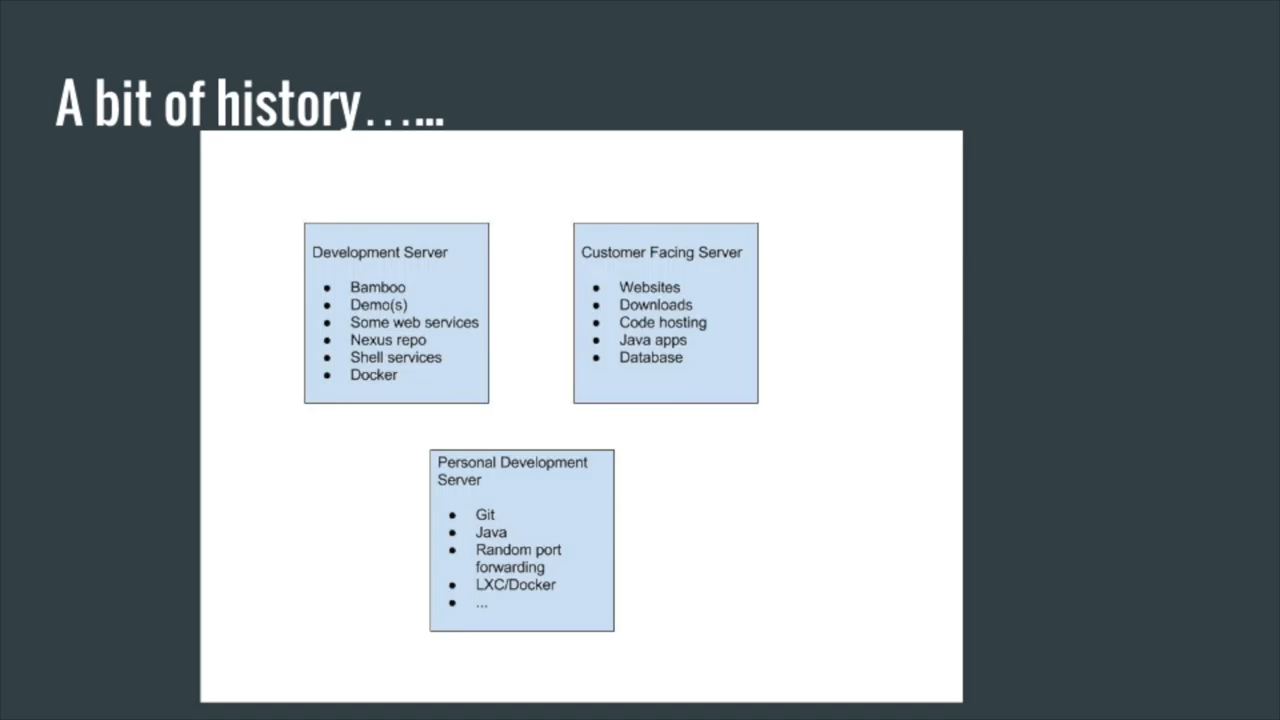 A bit of history…...
Development Server
● Bamboo
● Demo(s)
● Some web services
● Nexus repo
● Shell services
● Docker
Customer Facing Server
● Websites
● Downloads
● Code hosting
● Java apps
● Database
Personal Development
Server
● Git
● Java
● Random port
forwarding
● LXC/Docker
● ...